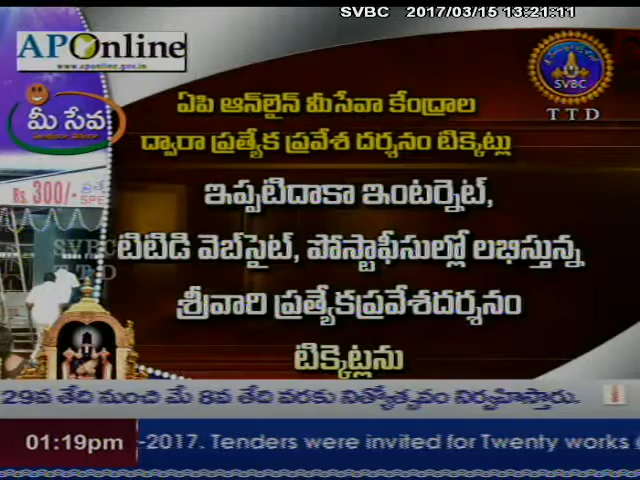 SVBC 2017/03/15 13:21:11
APOnline
www.aponline.gov.in
SVBC
TTD
మీ సేవ
ఏపి ఆన్‌లైన్ మీసేవా కేంద్రాల
ద్వారా ప్రత్యేక ప్రవేశ దర్శనం టిక్కెట్లు
Rs. 300/-
ఇప్పటిదాకా ఇంటర్నెట్,
టిటిడి వెబ్‌సైట్, పోస్టాఫీసుల్లో లభిస్తున్న
శ్రీవారి ప్రత్యేకప్రవేశదర్శనం
టిక్కెట్లను
29వ తేది నుంచి మే 8వ తేది వరకు నిత్యోత్సవం నిర్వహిస్తారు.
01:19pm
-2017. Tenders were invited for Twenty works